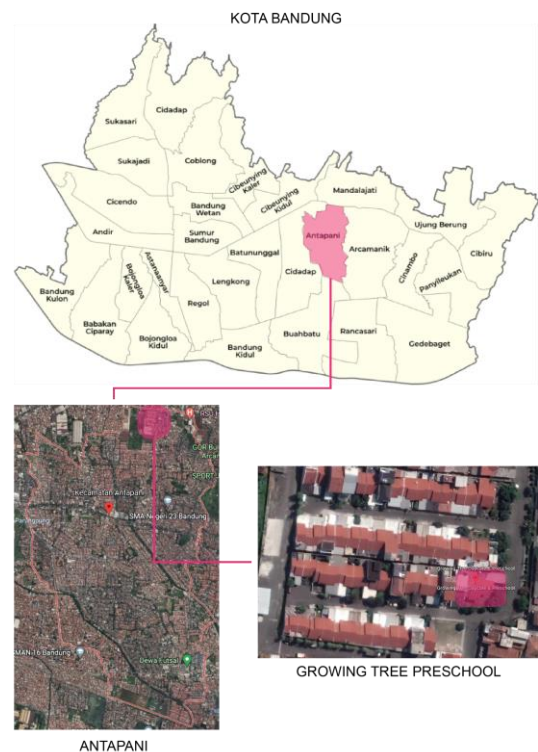 KOTA BANDUNG
Cidadap
Sukasari
Sukajadi
Coblong
Cibeunying
Kaler
Cibeunying
Kidul
Mandalajati
Cicendo
Bandung
Wetan
Andir
Sumur
Bandung
Antapani
Ujung Berung
Arcamanik
Cibiru
Cinambo
Panyileukan
Batununggal
Cidadap
Lengkong
Astanaanyar
Bojongloa
Kaler
Regol
Bandung
Kulon
Babakan
Ciparay
Bojongloa
Kidul
Bandung
Kidul
Buahbatu
Rancasari
Gedebaget
Kecamatan Antapani
SMA Negeri 23 Bandung
SPORT
Dewa Futsal
MAN 16 Bandung
GROWING TREE PRESCHOOL
ANTAPANI